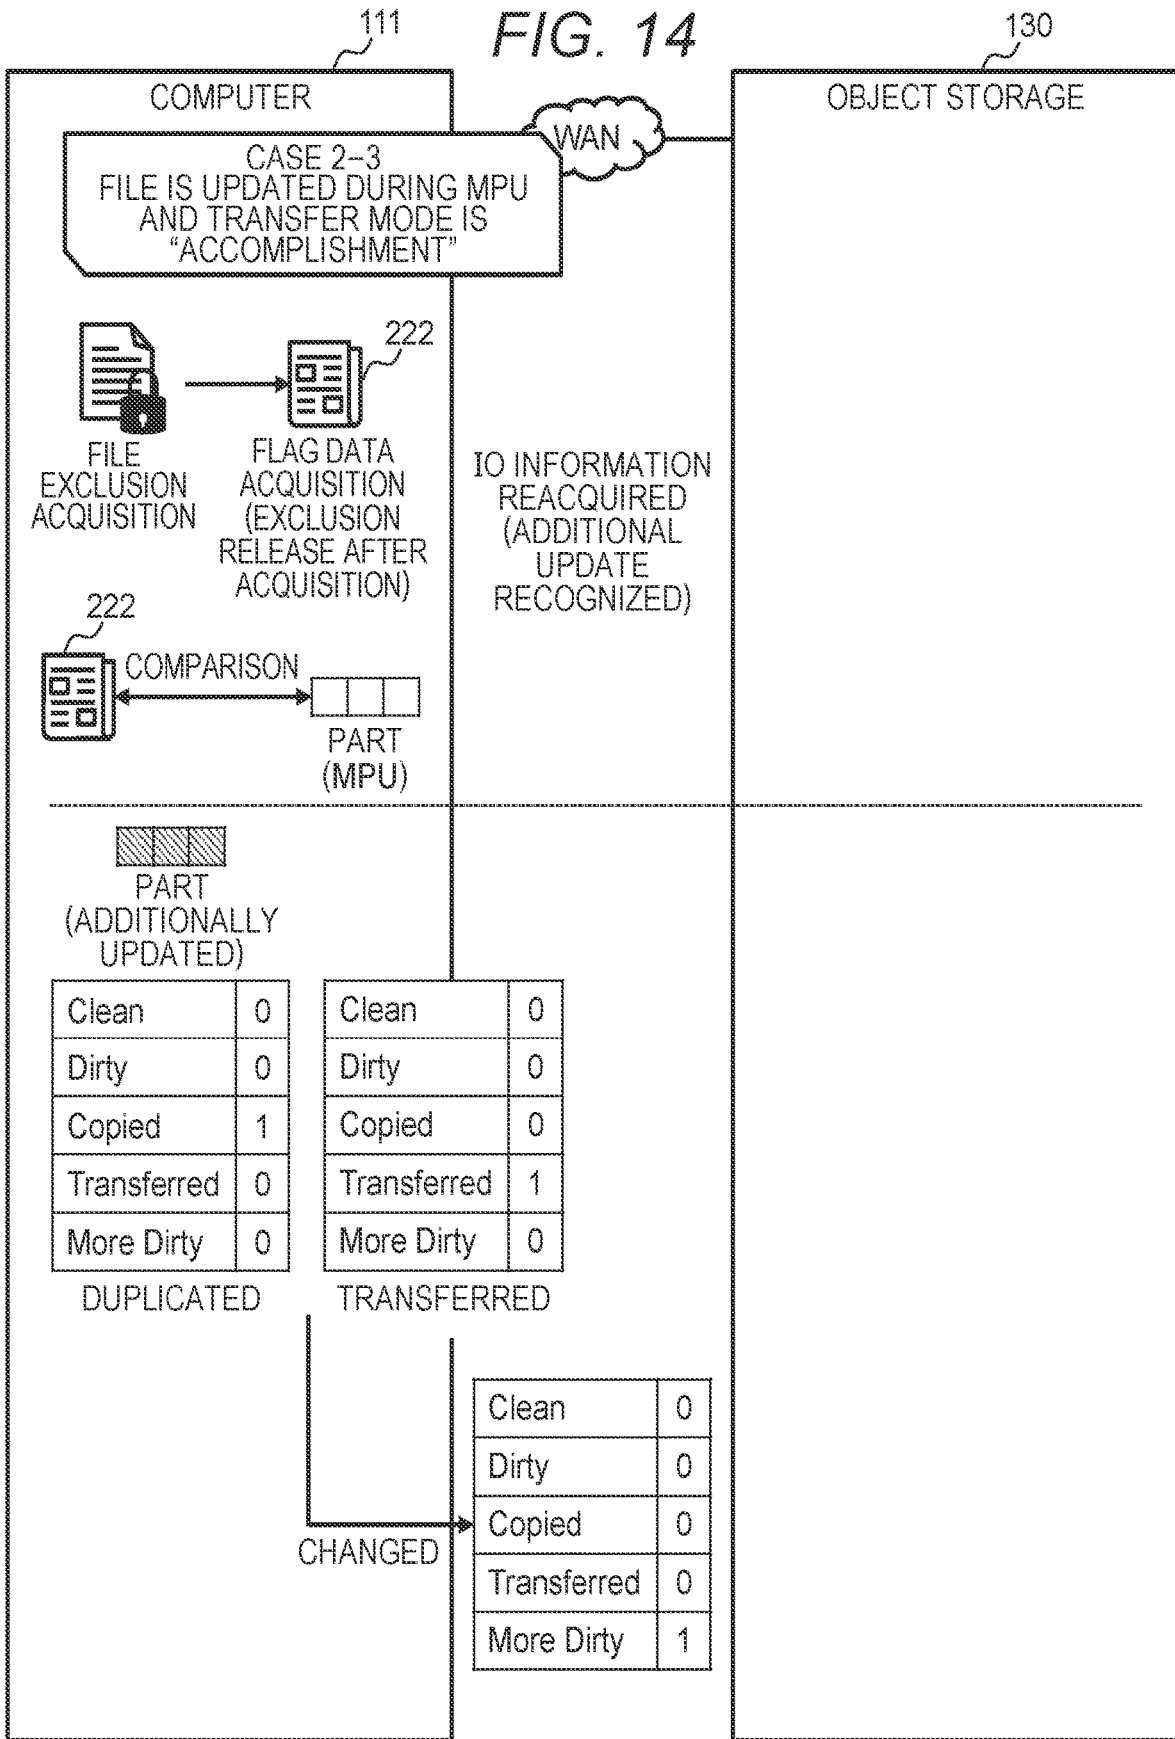 FIG. 14
111
130
COMPUTER
OBJECT STORAGE
WAN
CASE 2-3
FILE IS UPDATED DURING MPU
AND TRANSFER MODE IS
"ACCOMPLISHMENT"
222
FILE
EXCLUSION
ACQUISITION
FLAG DATA
ACQUISITION
(EXCLUSION
RELEASE AFTER
ACQUISITION)
IO INFORMATION
REACQUIRED
(ADDITIONAL
UPDATE
RECOGNIZED)
222
COMPARISON
PART
(MPU)
PART
(ADDITIONALLY
UPDATED)
Clean 0
Dirty 0
Copied 1
Transferred 0
More Dirty 0
DUPLICATED
Clean 0
Dirty 0
Copied 0
Transferred 1
More Dirty 0
TRANSFERRED
CHANGED
Clean 0
Dirty 0
Copied 0
Transferred 0
More Dirty 1